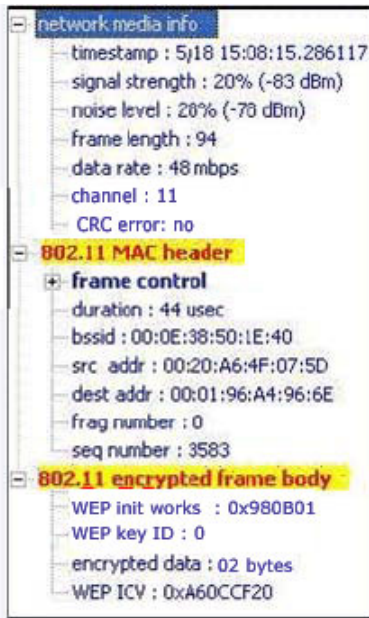 network media info
timestamp : 5/18 15:08:15.286117
signal strength : 20% (-83 dBm)
noise level : 28% (-78 dBm)
frame length : 94
data rate : 48 mbps
channel : 11
CRC error: no
802.11 MAC header
frame control
duration : 44 usec
bssid : 00:0E:38:50:1E:40
src addr : 00:20:A6:4F:07:5D
dest addr : 00:01:96:A4:96:6E
frag number : 0
seq number : 3583
802.11 encrypted frame body
WEP init works : 0x980B01
WEP key ID : 0
encrypted data : 02 bytes
WEP ICV : 0xA60CCF20